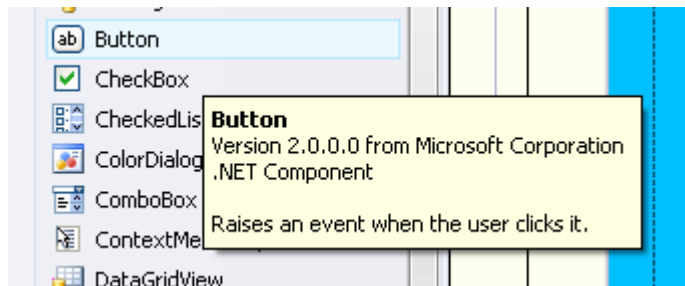 ab Button
CheckBox
CheckedLis
ColorDialog
ComboBox
ContextMe
DataGridView
Button
Version 2.0.0.0 from Microsoft Corporation
.NET Component
Raises an event when the user clicks it.